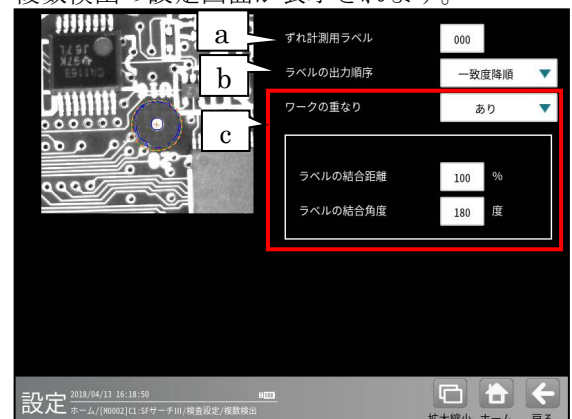 複数検出の設定画面が表示されます。
a
ずれ計測用ラベル 000
b
ラベルの出力順序 一致度降順
c
ワークの重なり あり
ラベルの結合距離 100 %
ラベルの結合角度 180 度
設定
2018/04/13 16:18:50
ホーム/[M0002]C1:SFサーチIII/検査設定/複数検出
拡大縮小 ホーム 戻る